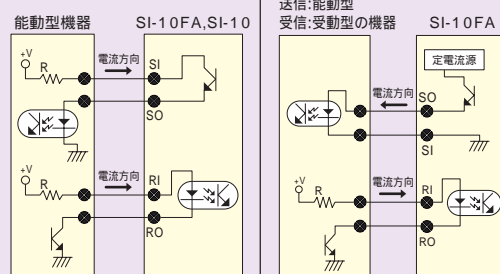 能動型機器 SI-10FA,SI-10
+V
R
電流方向
SI
SO
+V
R
電流方向
RI
RO
送信:能動型
受信:受動型の機器 SI-10FA
定電流源
電流方向
SO
SI
+V
R
電流方向
RI
RO